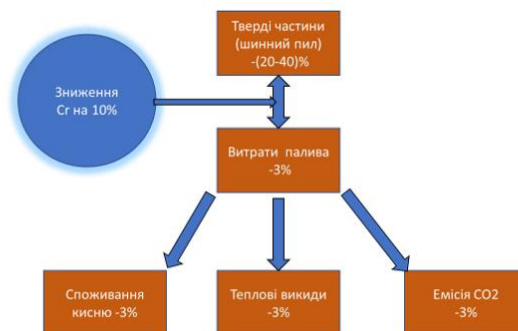 Тверді частини
(шинний пил)
-(20-40)%
Зниження
Cr на 10%
Витрати палива
-3%
Споживання
кисню -3%
Теплові викиди
-3%
Емісія СО2
-3%